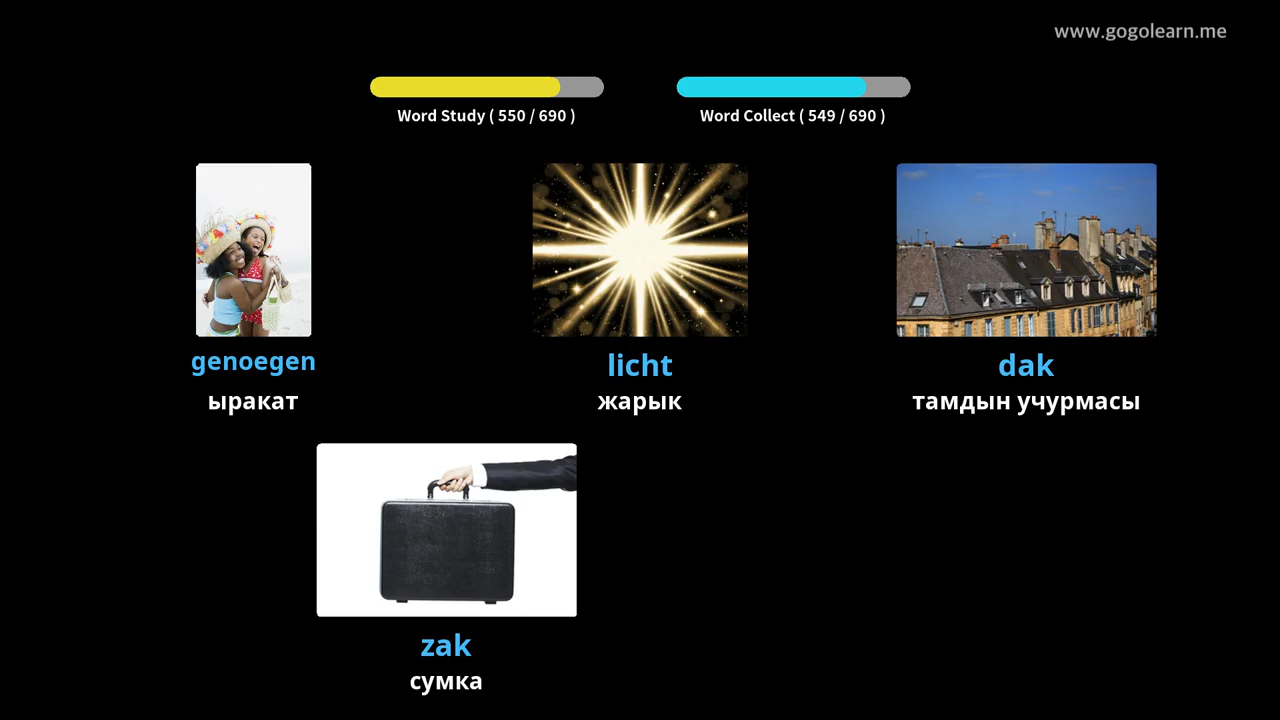 www.gogolearn.me
Word Study ( 550 / 690 )
Word Collect ( 549 / 690 )
genoegen
licht
dak
ыракат
жарык
тамдын учурмасы
zak
сумка